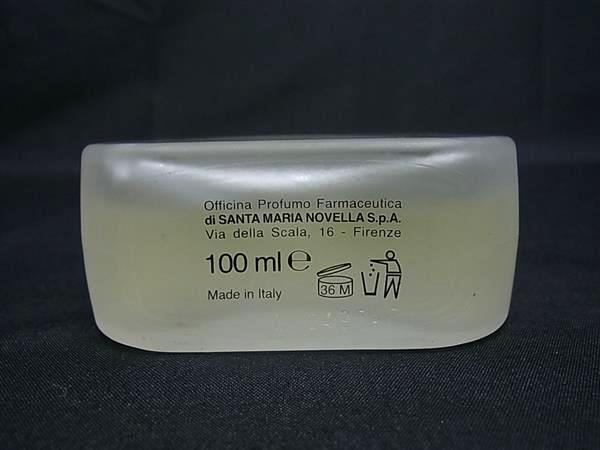 Officina Profumo Farmaceutica
di SANTA MARIA NOVELLA S.p.A.
Via della Scala, 16 - Firenze
100 ml ℮
36 M
Made in Italy